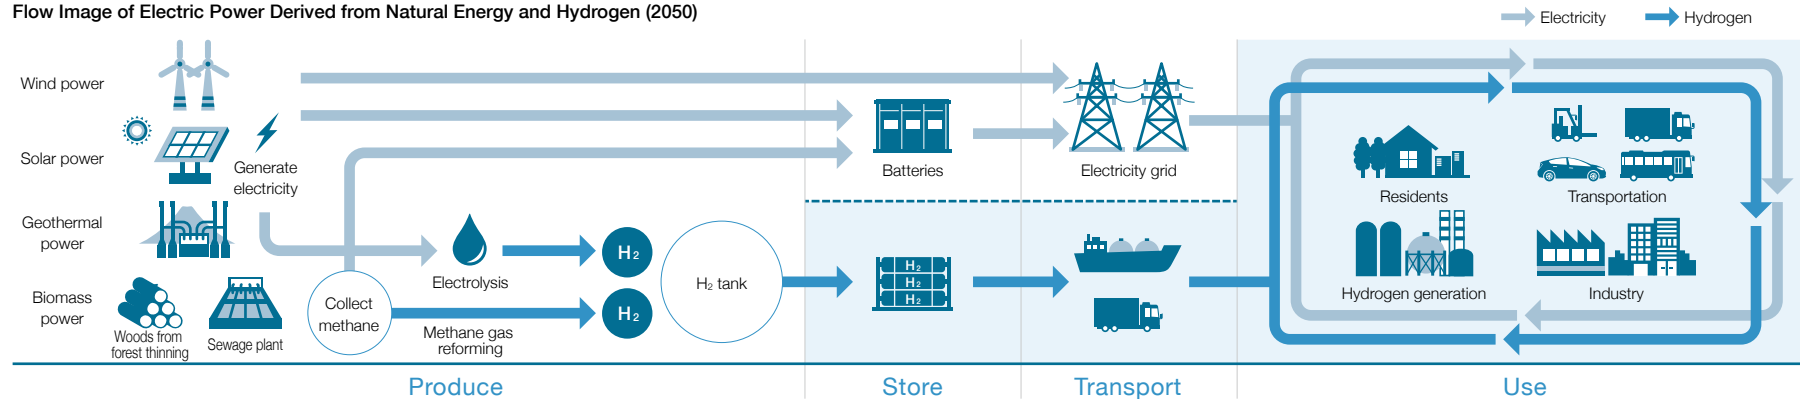 Flow Image of Electric Power Derived from Natural Energy and Hydrogen (2050)
Electricity
Hydrogen
Wind power
Solar power
Generate
electricity
Geothermal
power
Biomass
power
Woods from
forest thinning
Sewage plant
Collect
methane
Electrolysis
Methane gas
reforming
H₂
H₂
H₂ tank
Batteries
H₂
H₂
H₂
Electricity grid
Residents
Transportation
Hydrogen generation
Industry
Produce
Store
Transport
Use